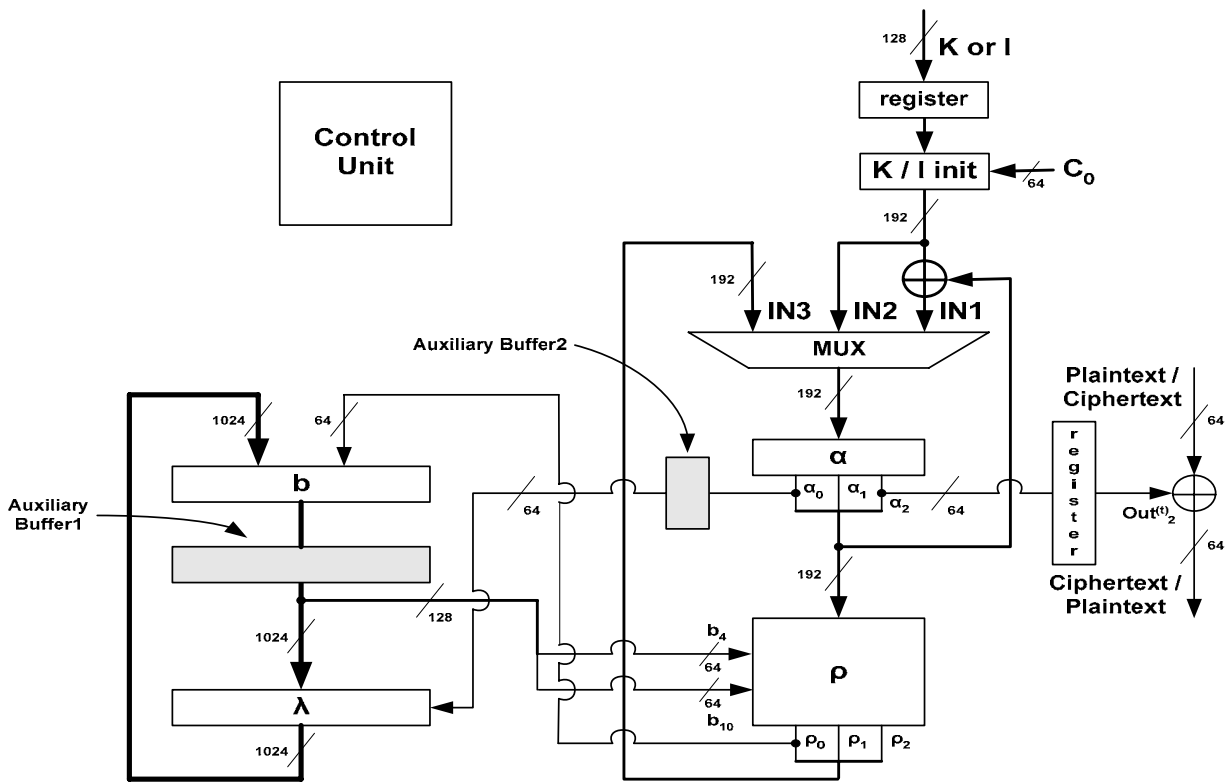 128
K or I
register
Control
Unit
K / I init
64
C0
192
192
IN3
IN2
IN1
MUX
Auxiliary Buffer2
192
Plaintext /
Ciphertext
64
1024
64
α
register
b
α0
α1
α2
64
64
Out(t)2
Auxiliary
Buffer1
64
192
Ciphertext /
Plaintext
128
1024
b4
64
ρ
λ
64
b10
ρ0
ρ1
ρ2
1024